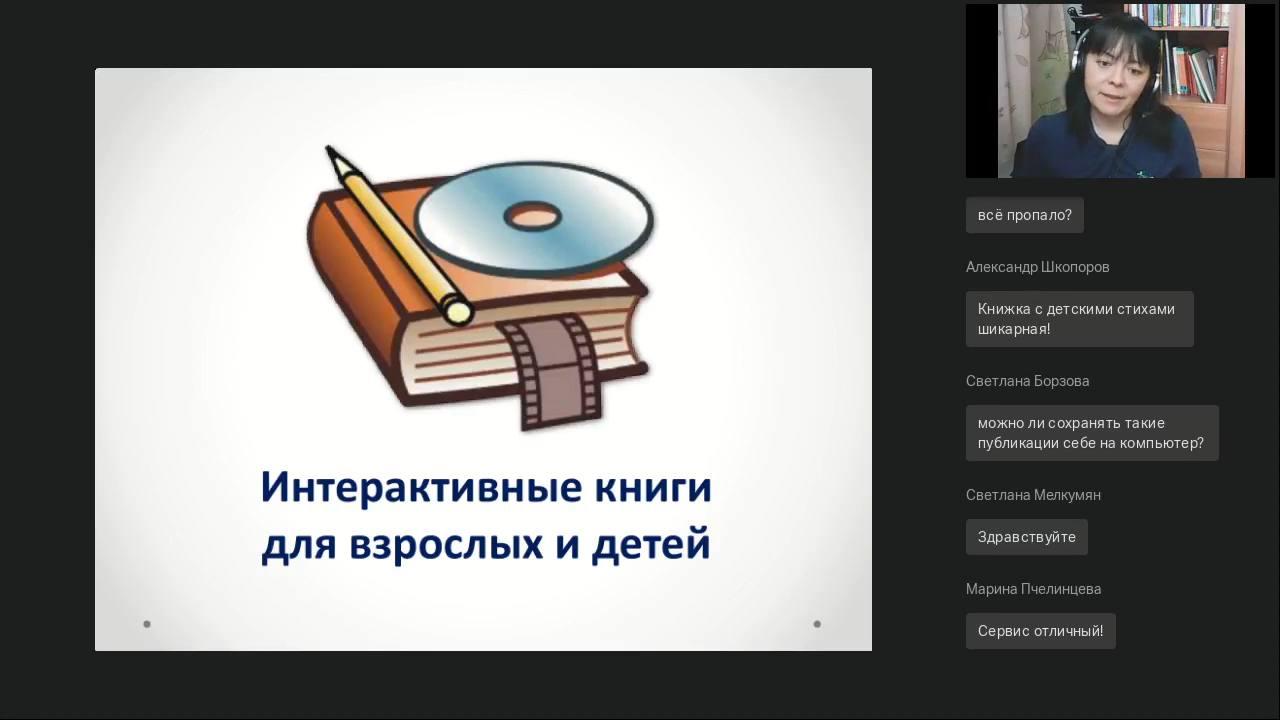 Интерактивные книги
для взрослых и детей
всё пропало?
Александр Шкопоров
Книжка с детскими стихами
шикарная!
Светлана Борзова
можно ли сохранять такие
публикации себе на компьютер?
Светлана Мелкумян
Здравствуйте
Марина Пчелинцева
Сервис отличный!